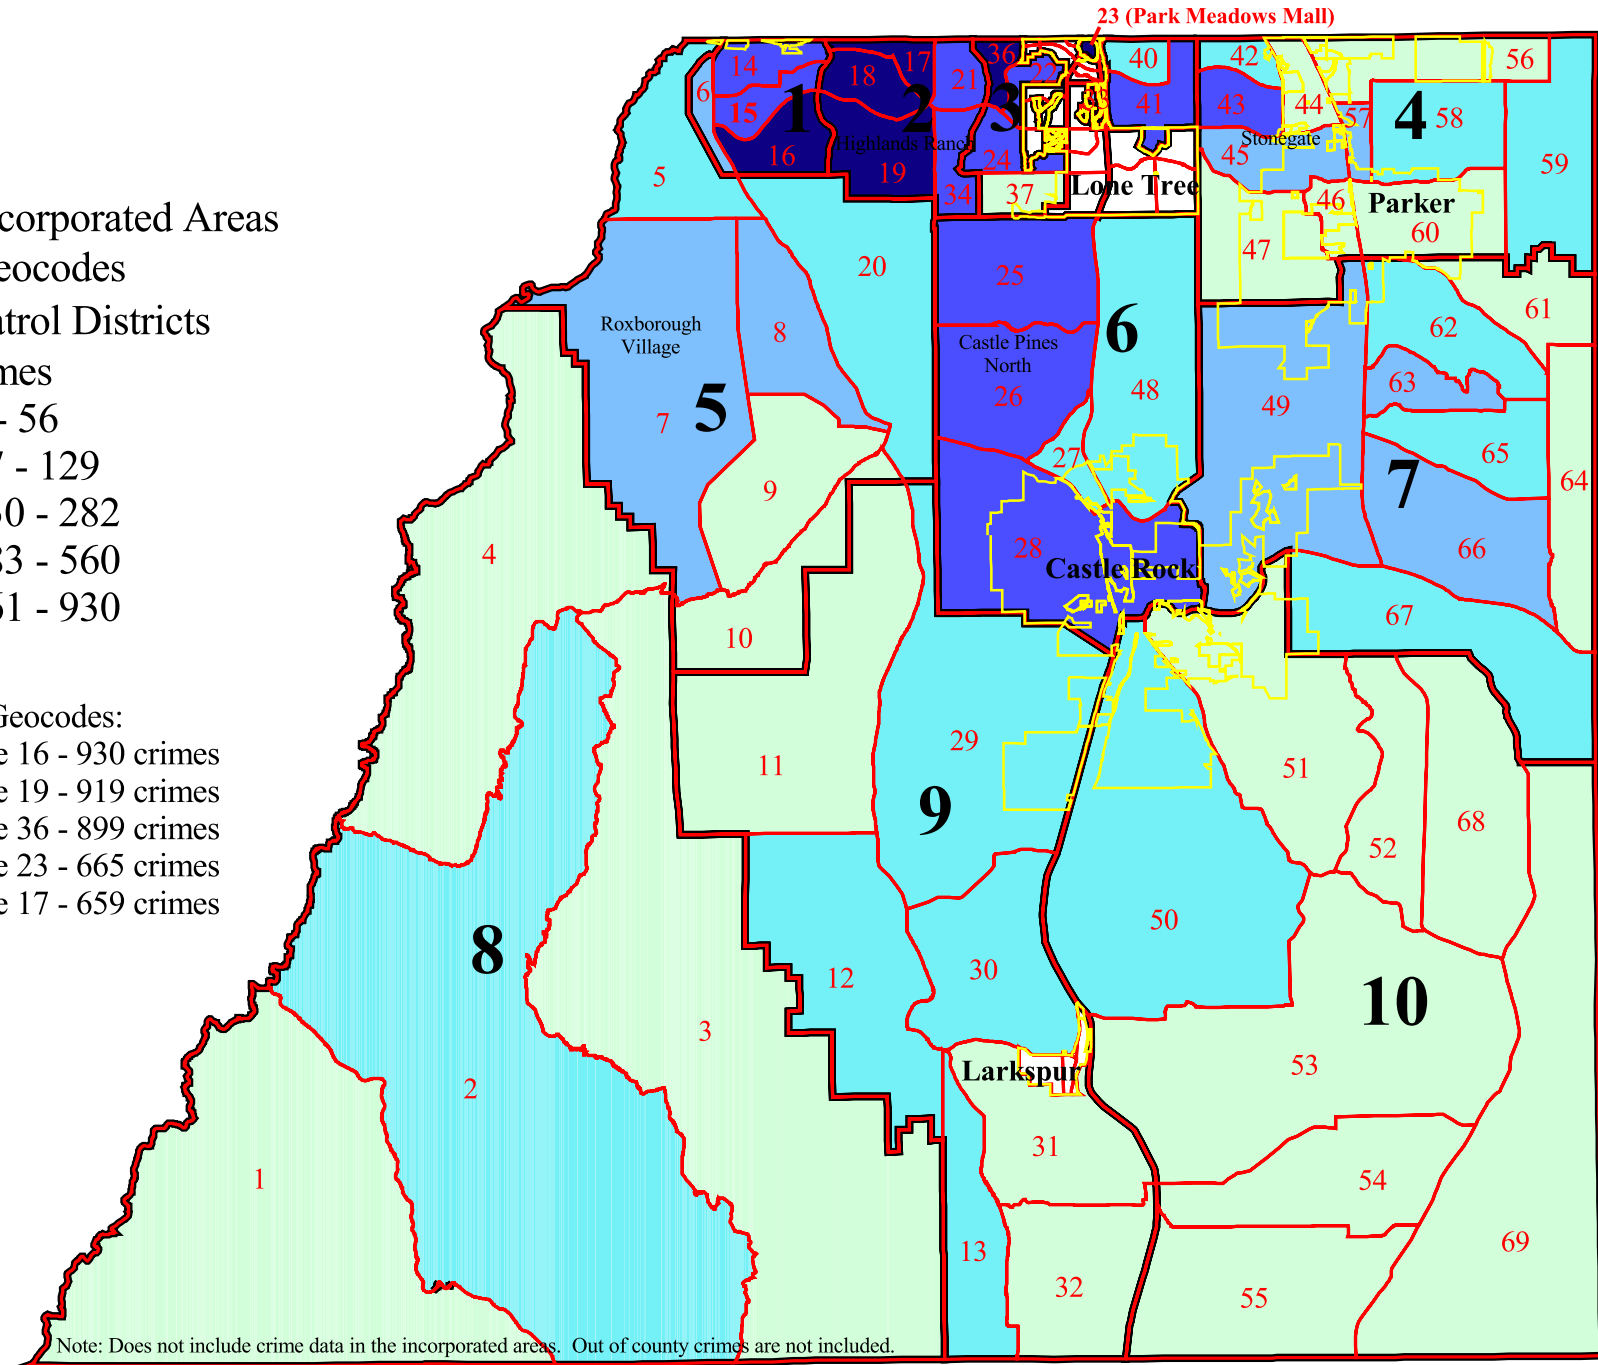 23 (Park Meadows Mall)
36 40 42 56
14 17 18 21 22
6 1 2 3 41 43 44 4 58
15 57
Highlands Ranch Stonegate
16 19 24 45 59
5 34 37 Lone Tree 46 Parker
corporated Areas 47 60
eocodes 20 25
trol Districts Roxborough 8 6 62 61
Village Castle Pines
North
mes 26 48 49 63
- 56 7 5
- 129 27 65
0 - 282 9 7 64
3 - 560 4 28 Castle Rock 66
1 - 930 10 67
Geocodes:
e 16 - 930 crimes 11 29 51
e 19 - 919 crimes 9
e 36 - 899 crimes 52 68
e 23 - 665 crimes
e 17 - 659 crimes 50
8 12 30 10
3 Larkspur 53
2 31
1 54
13 32 55 69
Note: Does not include crime data in the incorporated areas. Out of county crimes are not included.